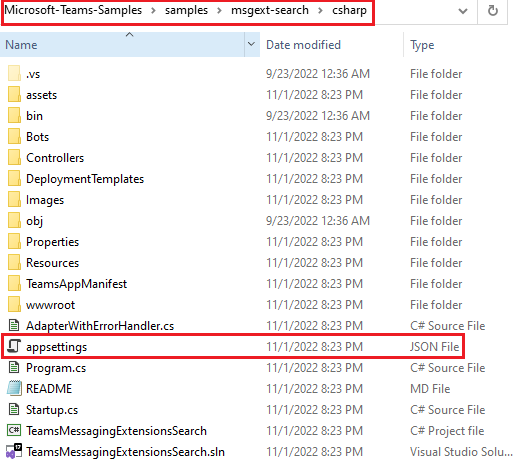 Microsoft-Teams-Samples > samples > msgext-search > csharp
Name Date modified Type
.vs 9/23/2022 12:36 AM File folder
assets 11/1/2022 8:23 PM File folder
bin 9/23/2022 12:36 AM File folder
Bots 11/1/2022 8:23 PM File folder
Controllers 11/1/2022 8:23 PM File folder
DeploymentTemplates 11/1/2022 8:23 PM File folder
Images 11/1/2022 8:23 PM File folder
obj 9/23/2022 12:36 AM File folder
Properties 11/1/2022 8:23 PM File folder
Resources 11/1/2022 8:23 PM File folder
TeamsAppManifest 11/1/2022 8:23 PM File folder
wwwroot 11/1/2022 8:23 PM File folder
AdapterWithErrorHandler.cs 11/1/2022 8:23 PM C# Source File
appsettings 11/1/2022 8:23 PM JSON File
Program.cs 11/1/2022 8:23 PM C# Source File
README 11/1/2022 8:23 PM MD File
Startup.cs 11/1/2022 8:23 PM C# Source File
TeamsMessagingExtensionsSearch 11/1/2022 8:23 PM C# Project file
TeamsMessagingExtensionsSearch.sln 11/1/2022 8:23 PM Visual Studio Solu...